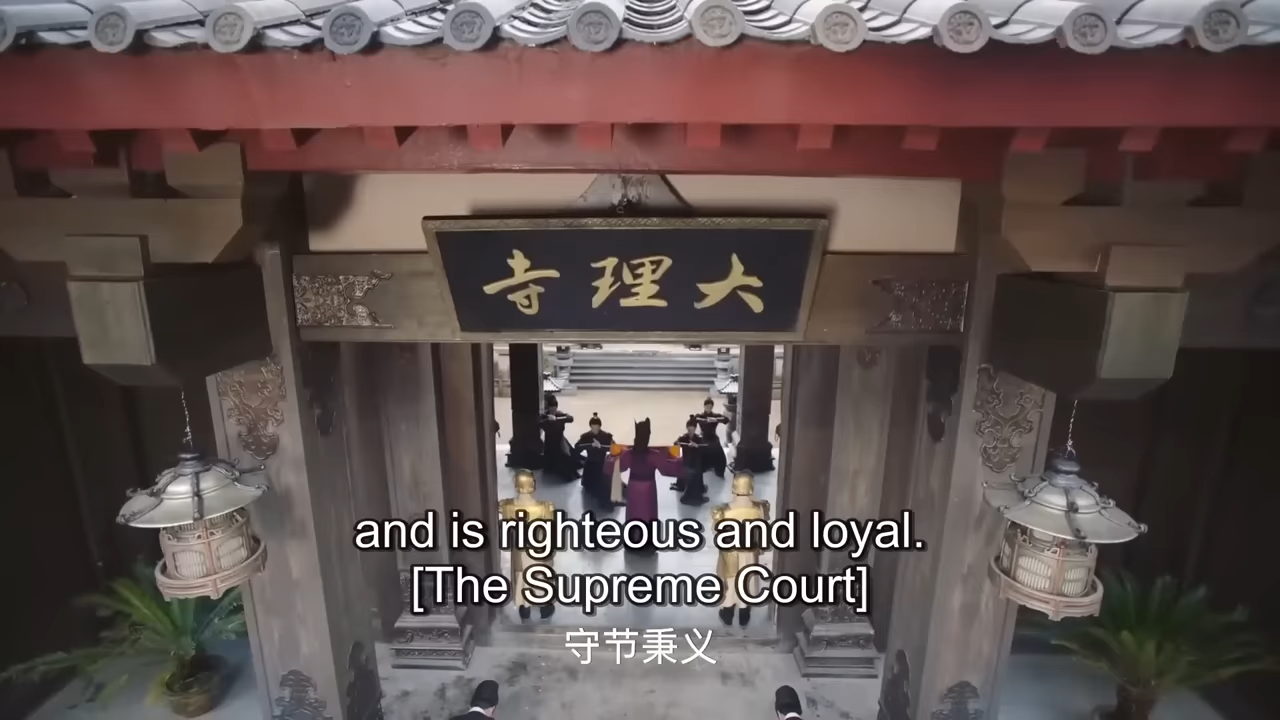 大理寺
and is righteous and loyal.
[The Supreme Court]
守节秉义